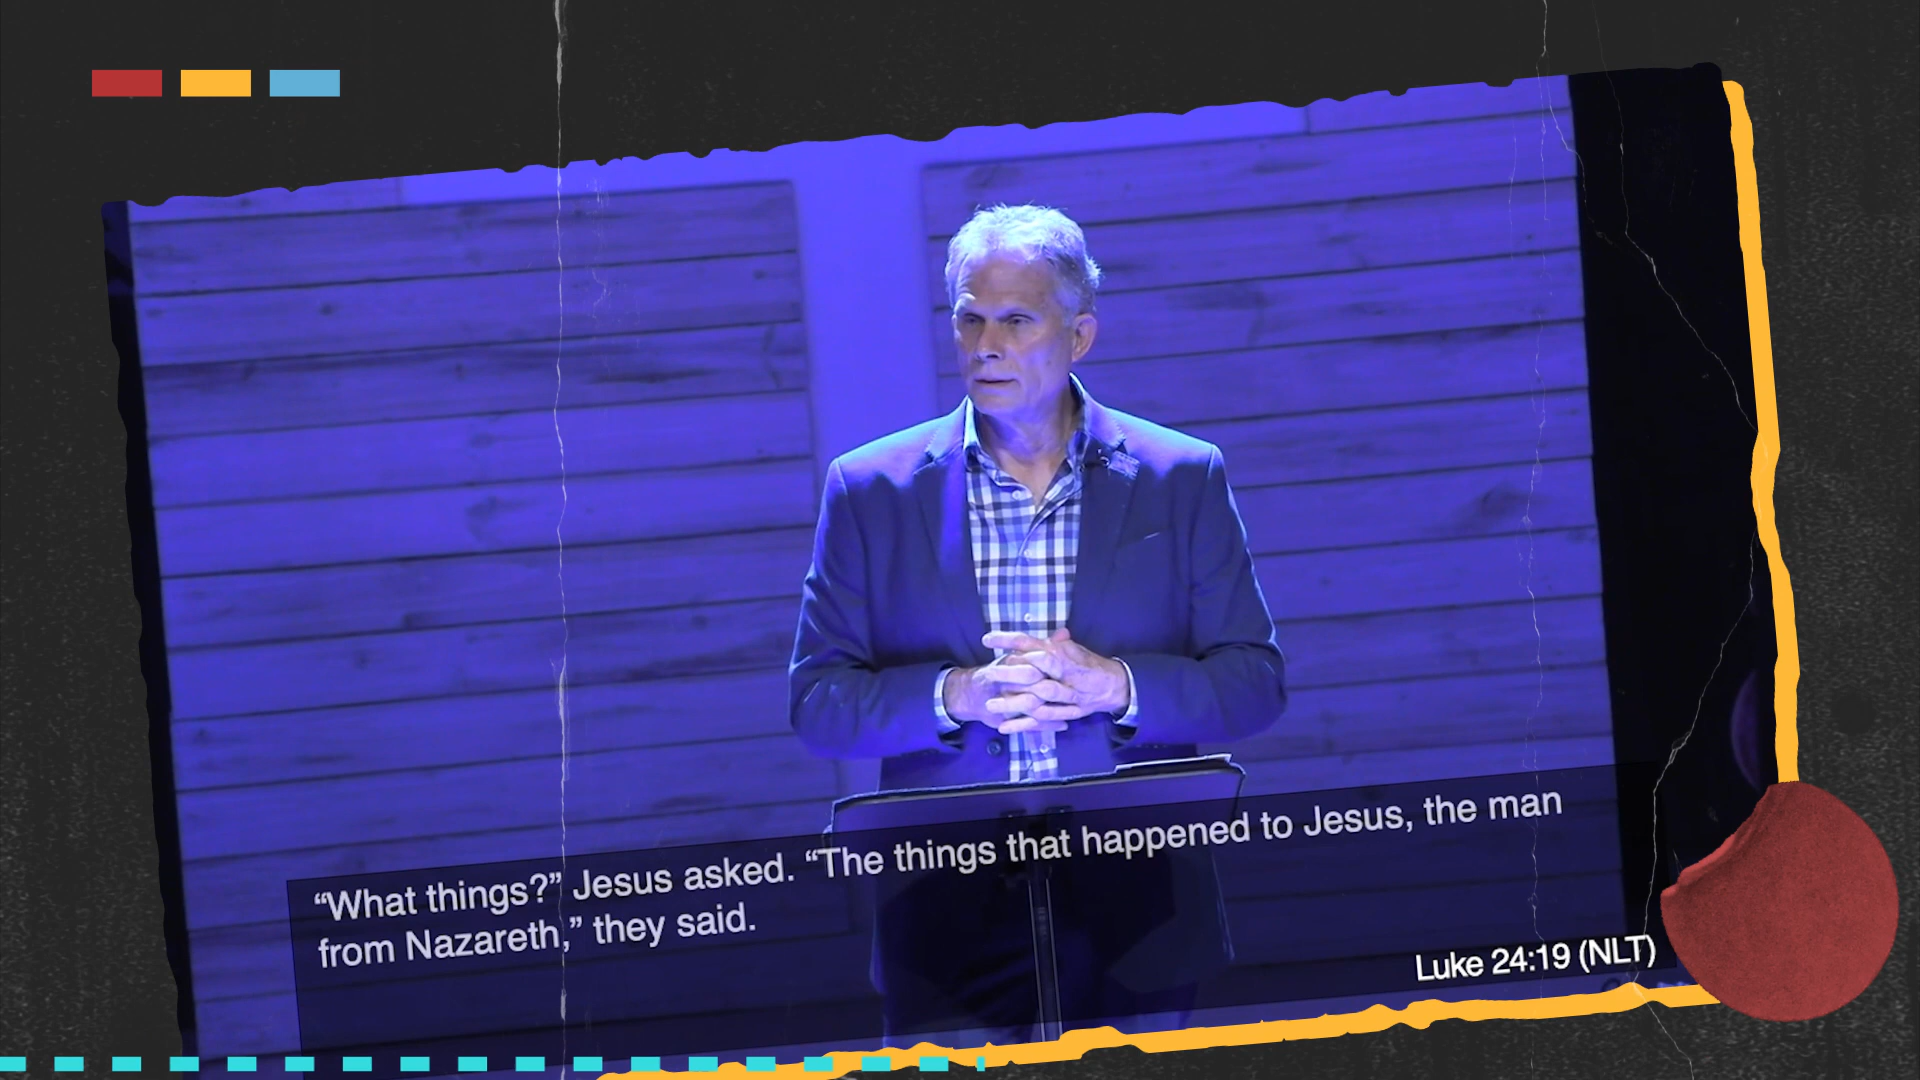 “What things?” Jesus asked. “The things that happened to Jesus, the man
from Nazareth,” they said.
Luke 24:19 (NLT)